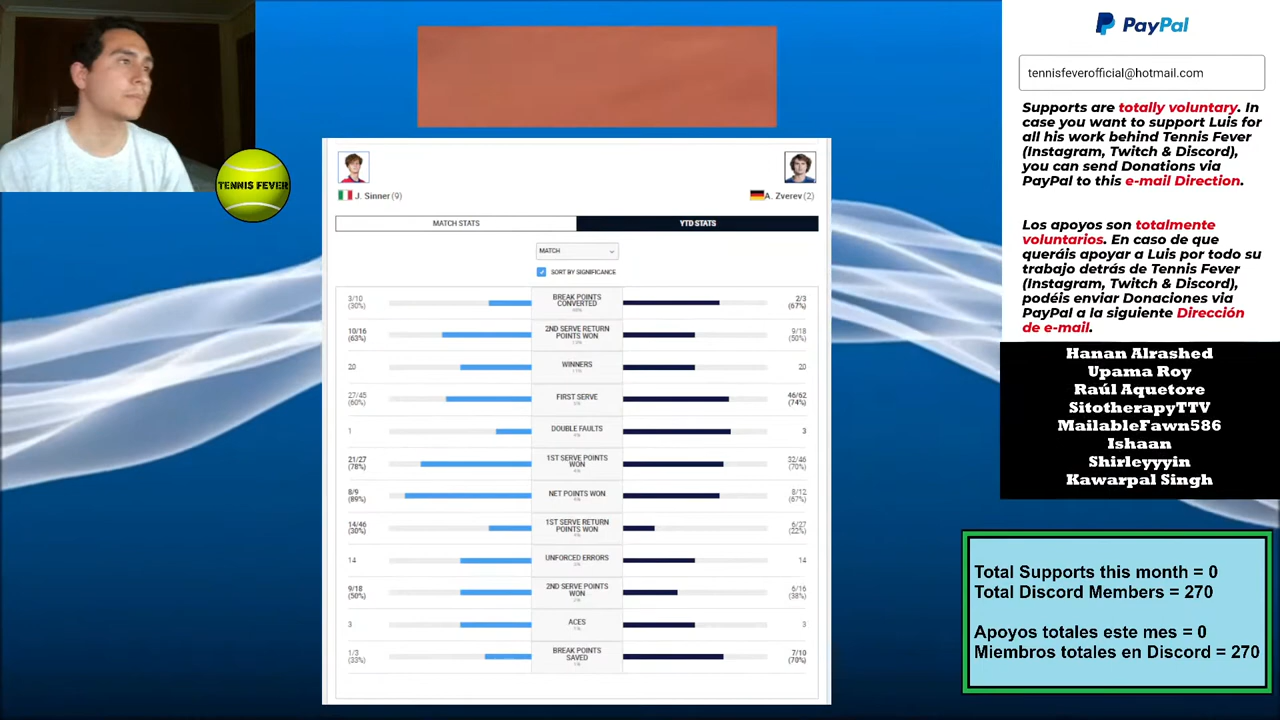 TENNIS FEVER
J. Sinner (9)
A. Zverev (2)
MATCH STATS
YTD STATS
MATCH
SORT BY SIGNIFICANCE
3/10
(30%)
BREAK POINTS
CONVERTED
2/3
(67%)
10/16
(63%)
2ND SERVE RETURN
POINTS WON
9/18
(50%)
20
WINNERS
20
27/45
(60%)
FIRST SERVE
46/62
(74%)
1
DOUBLE FAULTS
3
21/27
(78%)
1ST SERVE POINTS
WON
32/46
(70%)
8/9
(89%)
NET POINTS WON
8/12
(67%)
14/46
(30%)
1ST SERVE RETURN
POINTS WON
6/27
(22%)
14
UNFORCED ERRORS
14
9/18
(50%)
2ND SERVE POINTS
WON
6/16
(38%)
3
ACES
3
1/3
(33%)
BREAK POINTS
SAVED
7/10
(70%)
PayPal
tennisfeverofficial@hotmail.com
Supports are totally voluntary. In
case you want to support Luis for
all his work behind Tennis Fever
(Instagram, Twitch & Discord),
you can send Donations via
PayPal to this e-mail Direction.
Los apoyos son totalmente
voluntarios. En caso de que
queráis apoyar a Luis por todo su
trabajo detrás de Tennis Fever
(Instagram, Twitch & Discord),
podéis enviar Donaciones via
PayPal a la siguiente Dirección
de e-mail.
Hanan Alrashed
Upama Roy
Raúl Aquetore
SitotherapyTTV
MailableFawn586
Ishaan
Shirleyyyin
Kawarpal Singh
Total Supports this month = 0
Total Discord Members = 270
Apoyos totales este mes = 0
Miembros totales en Discord = 270